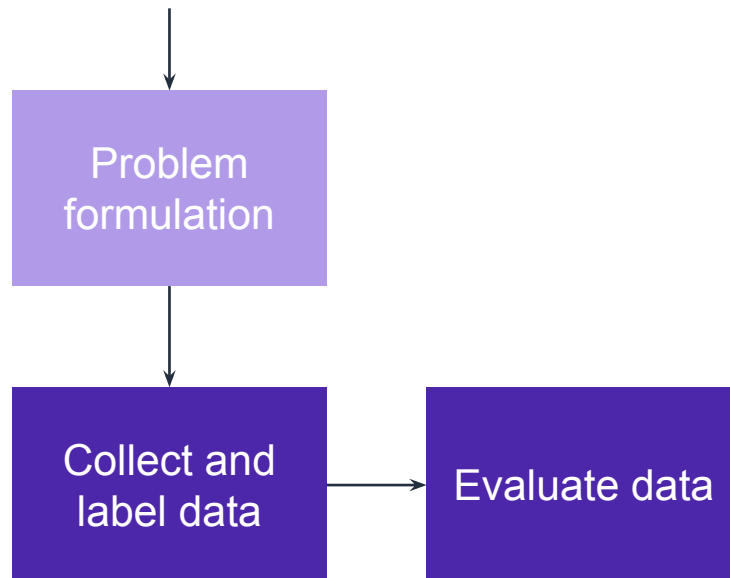 Problem
formulation
Collect and
label data
Evaluate data